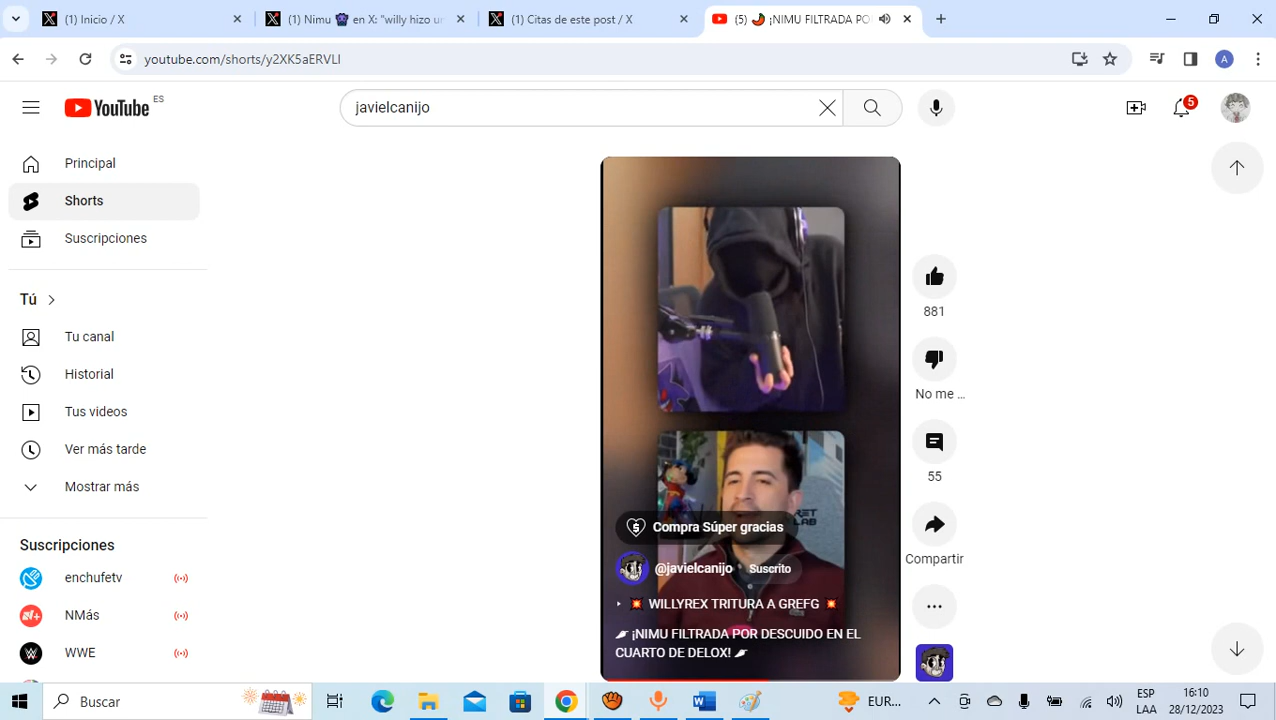 (1) Inicio / X
(1) Nimu 👿 en X: "willy hizo un
(1) Citas de este post / X
(5) 🌶 ¡NIMU FILTRADA PO
youtube.com/shorts/y2XK5aERVLI
A
YouTube ES
javielcanijo
5
Principal
Shorts
Suscripciones
Tú
Tu canal
Historial
Tus videos
Ver más tarde
Mostrar más
Suscripciones
enchufetv
NMás
WWE
881
No me ...
55
Compartir
Compra Súper gracias
@javielcanijo
Suscrito
💥 WILLYREX TRITURA A GREFG 💥
¡NIMU FILTRADA POR DESCUIDO EN EL
CUARTO DE DELOX!
LAB
Buscar
EUR...
ESP
LAA
16:10
28/12/2023